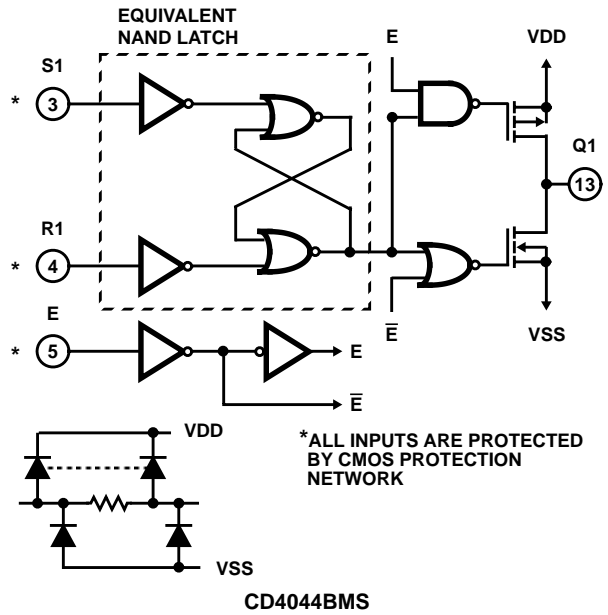 EQUIVALENT
NAND LATCH
E
VDD
S1
* 3
Q1
13
R1
* 4
E̅
VSS
E
* 5
E
E̅
VDD
*ALL INPUTS ARE PROTECTED
BY CMOS PROTECTION
NETWORK
VSS
CD4044BMS